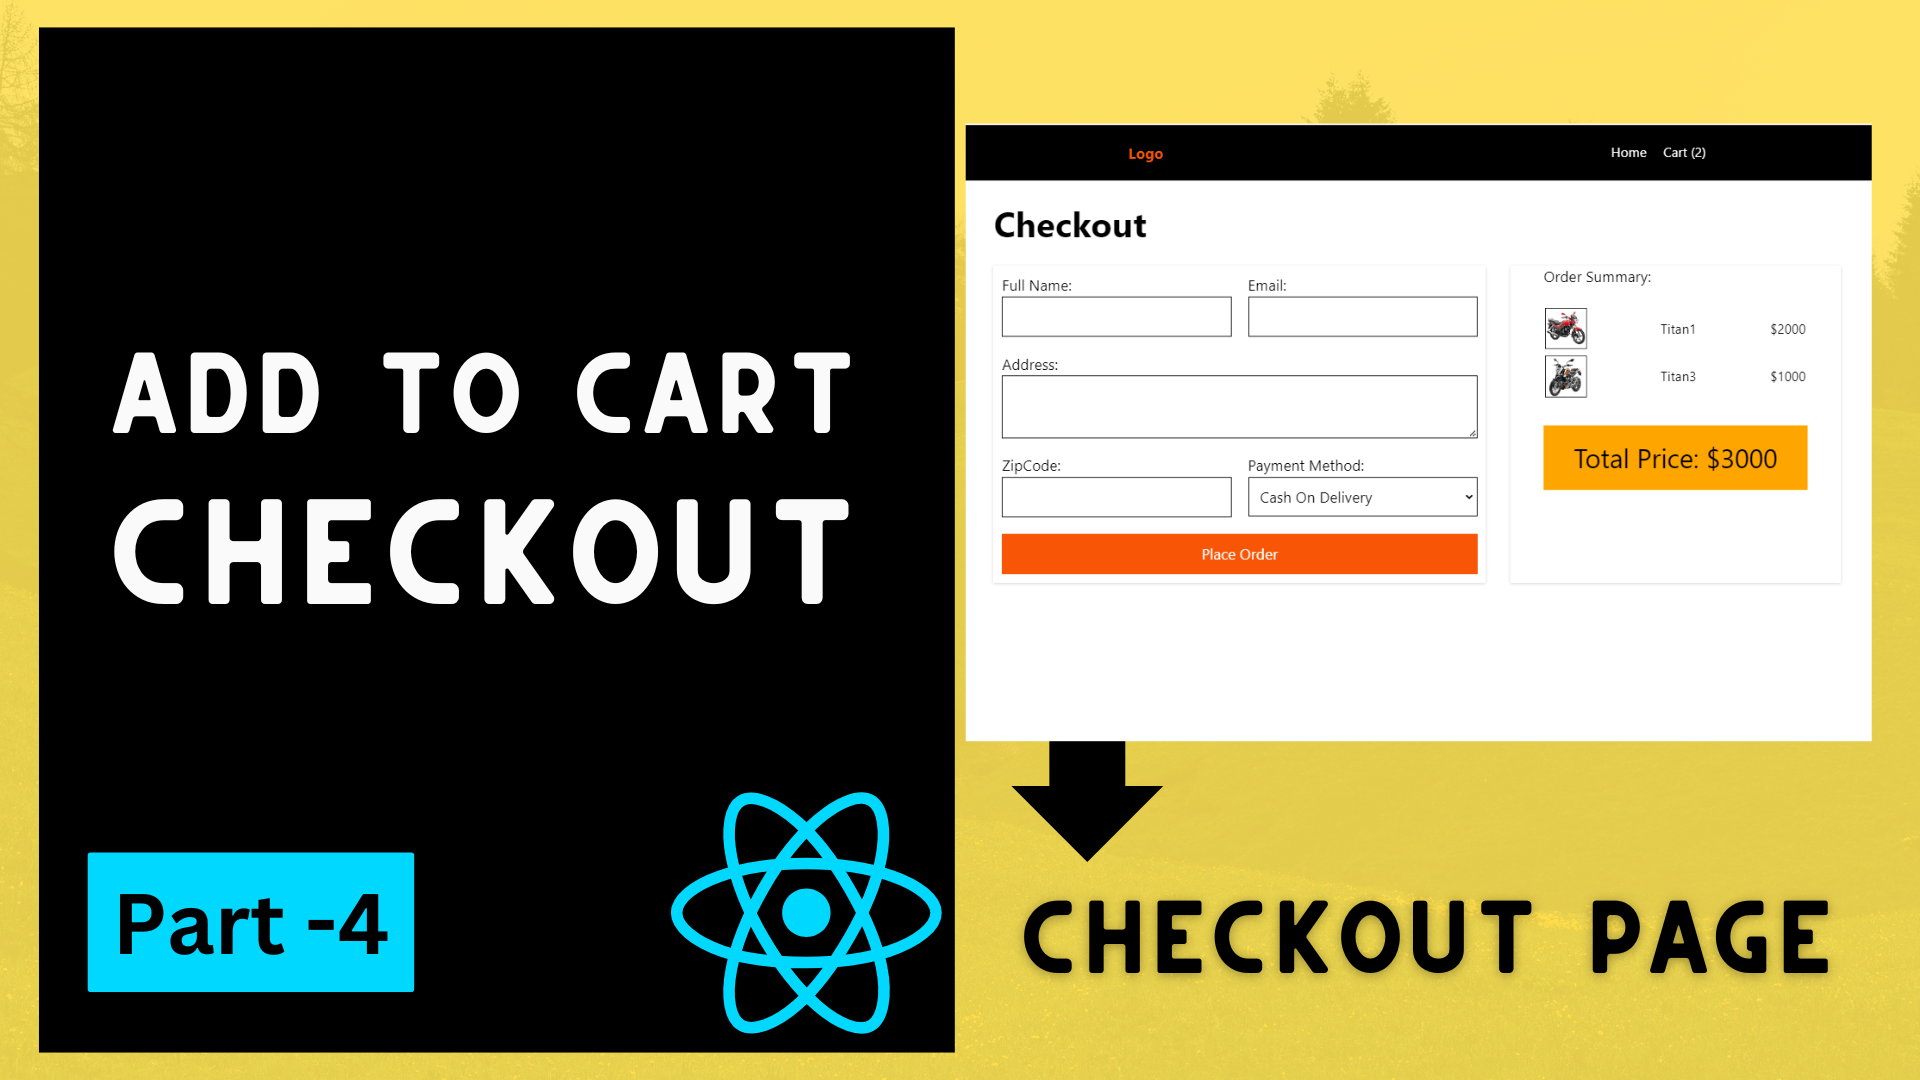 ADD TO CART
CHECKOUT
Part -4
Logo
Home Cart (2)
Checkout
Full Name:
Email:
Address:
ZipCode:
Payment Method:
Cash On Delivery
Place Order
Order Summary:
Titan1 $2000
Titan3 $1000
Total Price: $3000
CHECKOUT PAGE